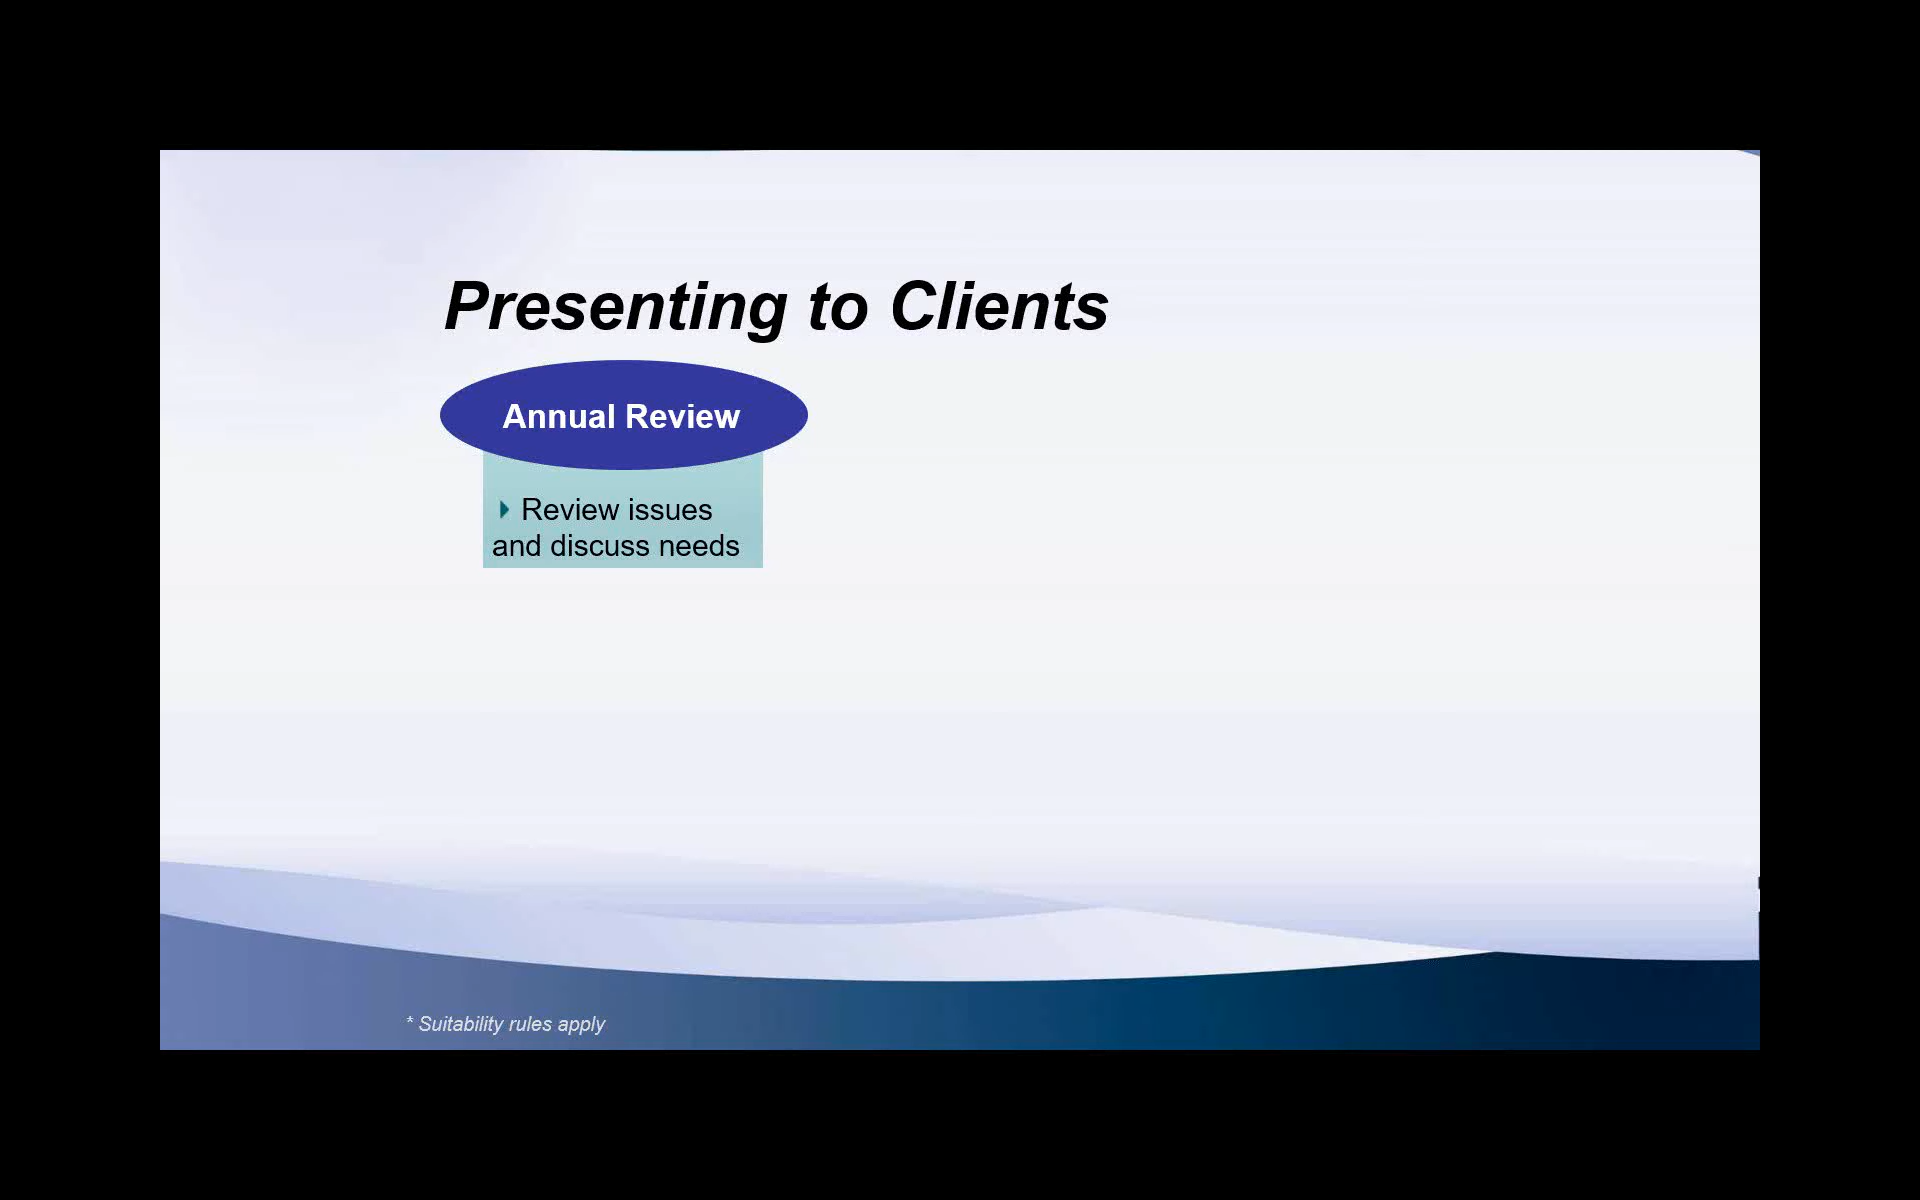 Presenting to Clients
Annual Review
Review issues
and discuss needs
* Suitability rules apply